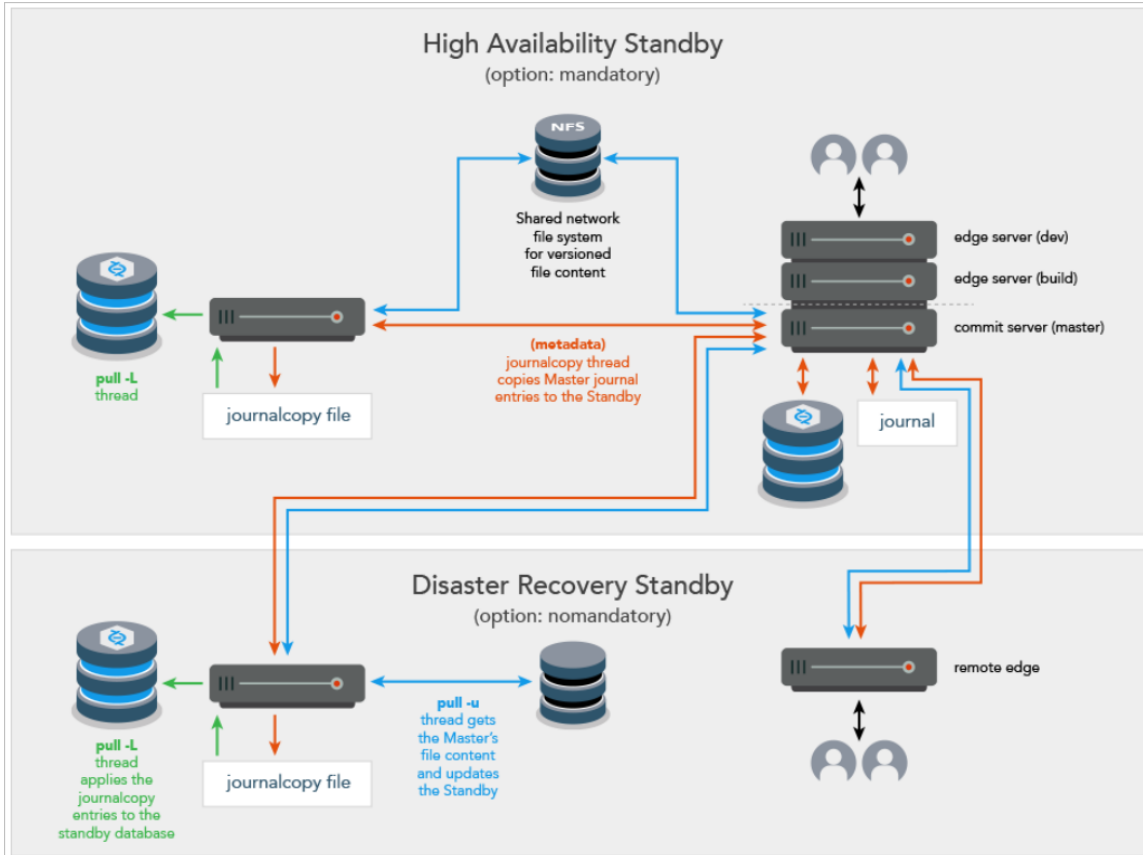 High Availability Standby
(option: mandatory)
NFS
Shared network
file system
for versioned
file content
edge server (dev)
edge server (build)
commit server (master)
(metadata)
journalcopy thread
copies Master journal
entries to the Standby
pull -L
thread
journalcopy file
journal
Disaster Recovery Standby
(option: nomandatory)
remote edge
pull -u
thread gets
the Master's
file content
and updates
the Standby
pull -L
thread
applies the
journalcopy
entries to the
standby database
journalcopy file